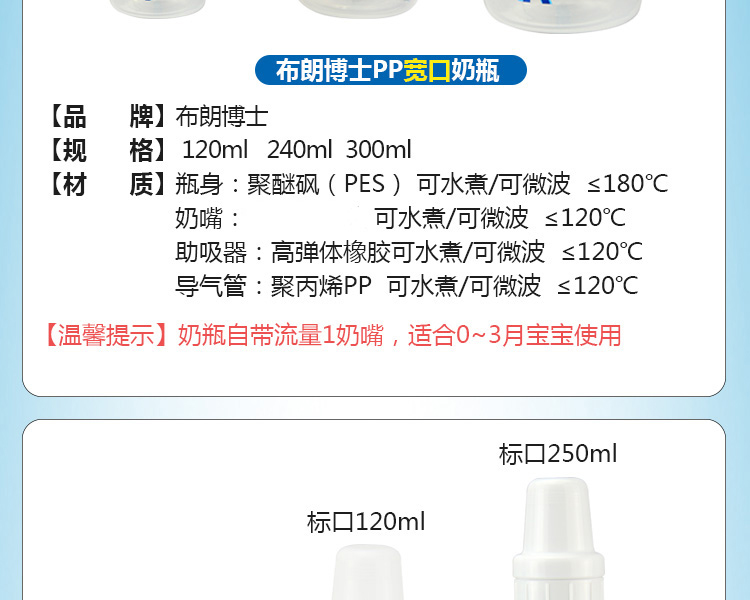 布朗博士PP宽口奶瓶
【品 牌】布朗博士
【规 格】120ml 240ml 300ml
【材 质】瓶身：聚醚砜（PES） 可水煮/可微波 ≤180℃
奶嘴： 可水煮/可微波 ≤120℃
助吸器：高弹体橡胶可水煮/可微波 ≤120℃
导气管：聚丙烯PP 可水煮/可微波 ≤120℃
【温馨提示】奶瓶自带流量1奶嘴，适合0~3月宝宝使用
标口250ml
标口120ml